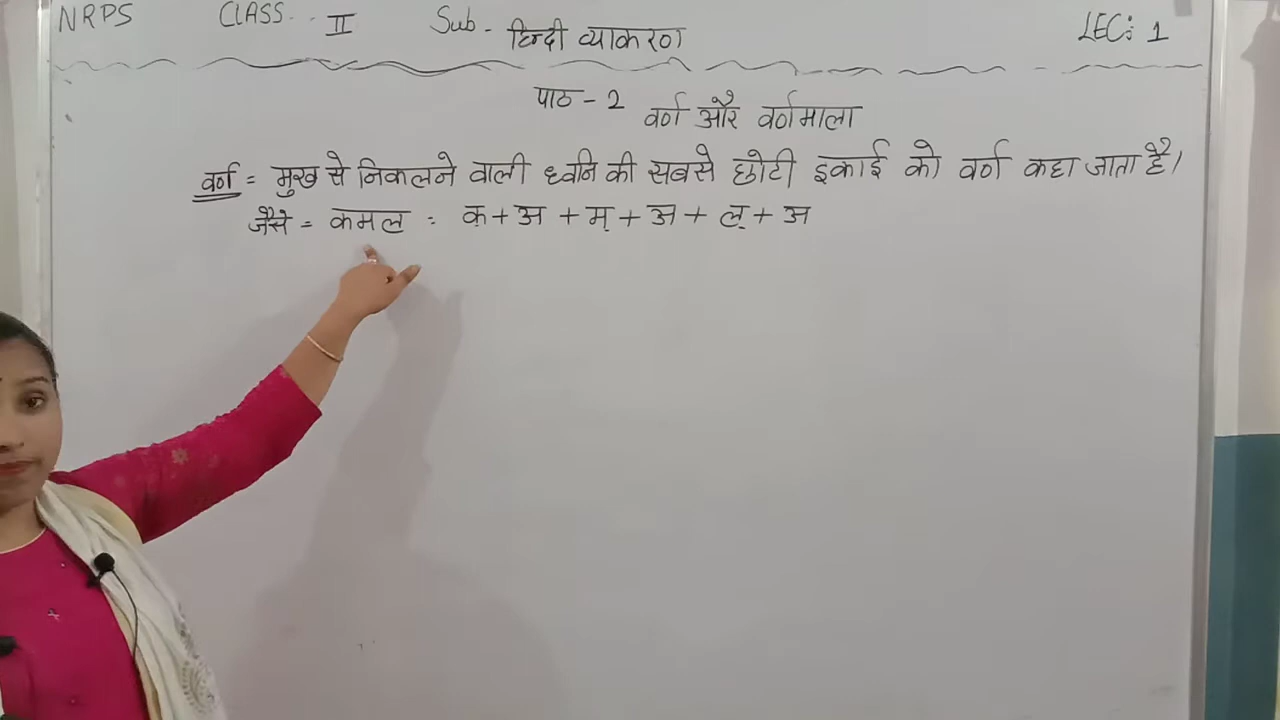 NRPS CLASS - - II Sub - हिन्दी व्याकरण LEC: 1
पाठ - 2 वर्ण और वर्णमाला
वर्ण = मुख से निकलने वाली ध्वनि की सबसे छोटी इकाई को वर्ण कहा जाता है।
जैसे = कमल : क् + अ + म् + अ + ल् + अ